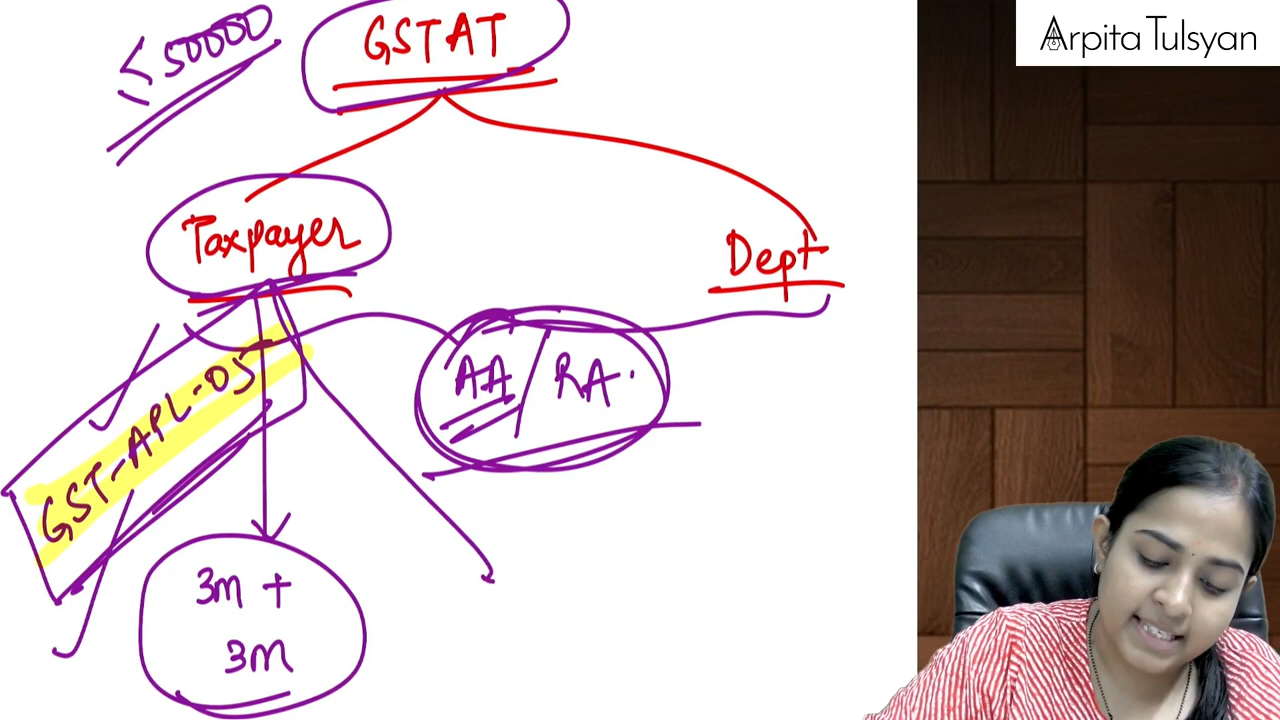 Arpita Tulsyan
≤ 50000
GSTAT
Taxpayer
Dept
AA / RA.
GST-APL-05
3m +
3m